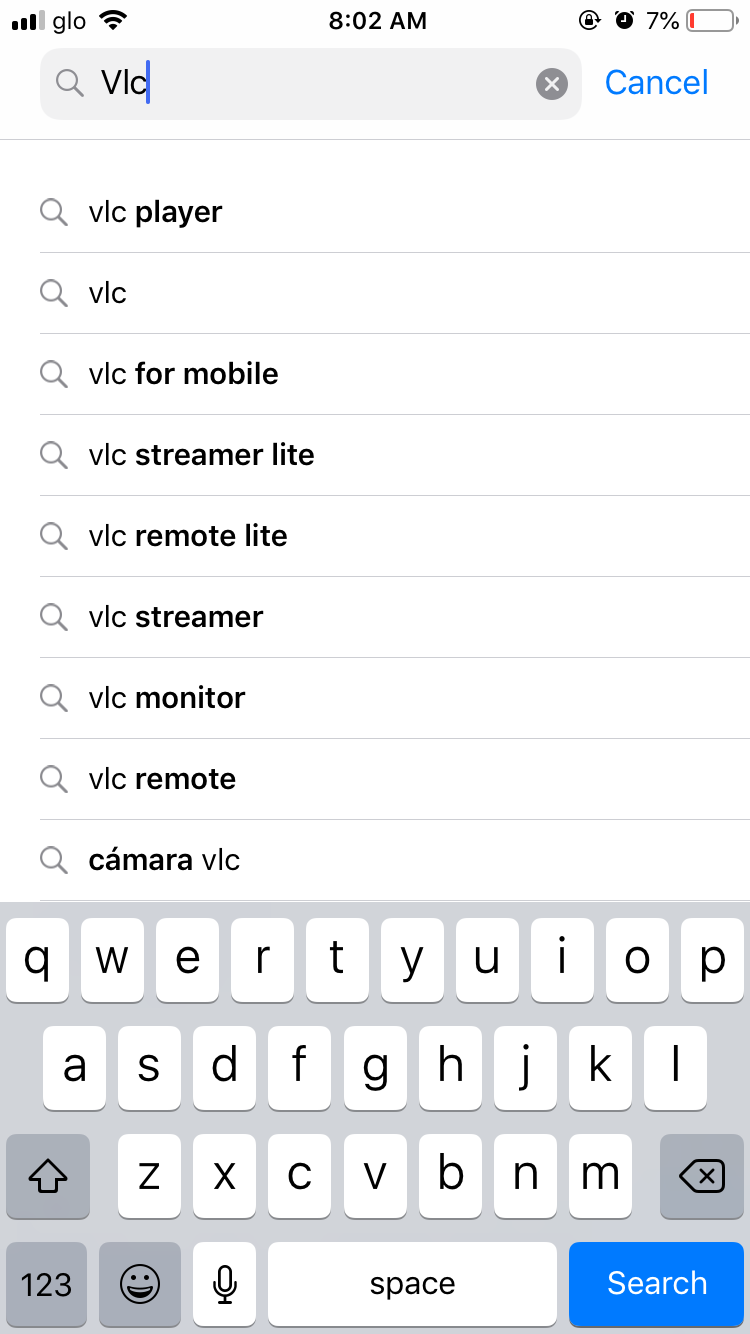 glo 8:02 AM 7%
Vlc Cancel
vlc player
vlc
vlc for mobile
vlc streamer lite
vlc remote lite
vlc streamer
vlc monitor
vlc remote
cámara vlc
q w e r t y u i o p
a s d f g h j k l
z x c v b n m
123 space Search